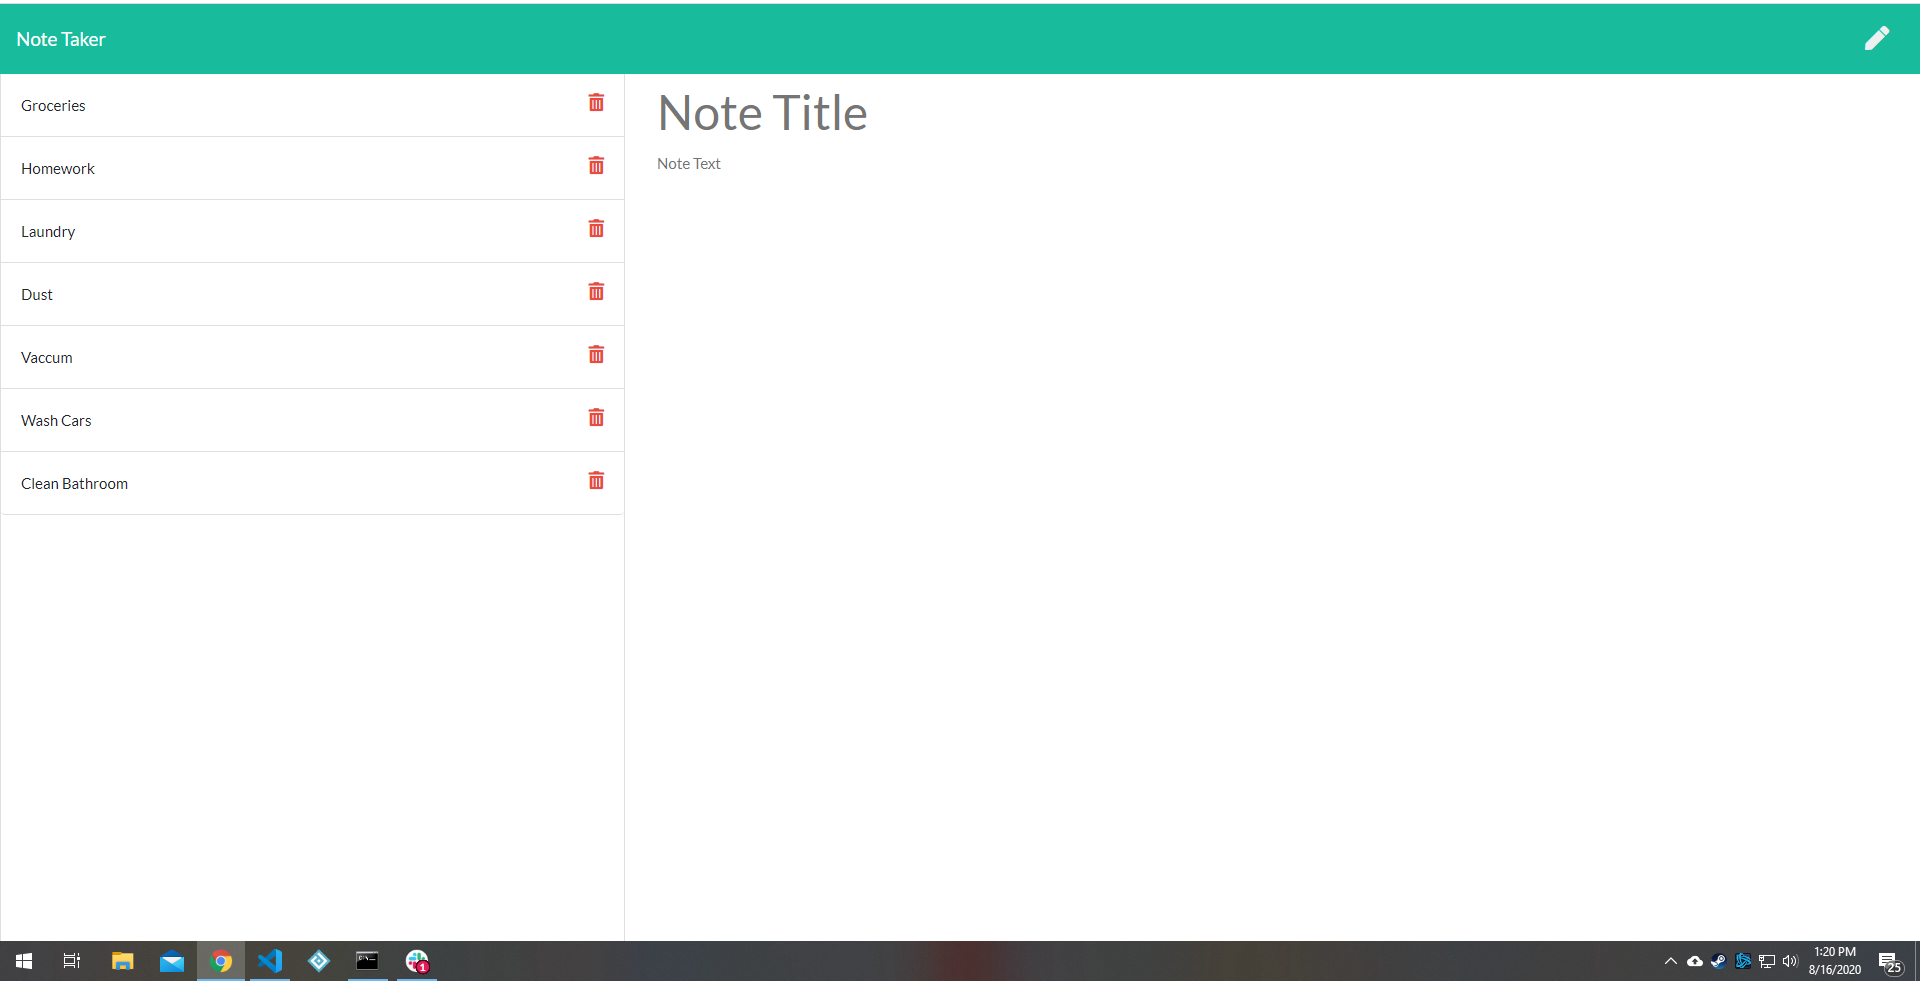 Note Taker
Groceries
Homework
Laundry
Dust
Vaccum
Wash Cars
Clean Bathroom
Note Title
Note Text
1
1:20 PM
8/16/2020
25